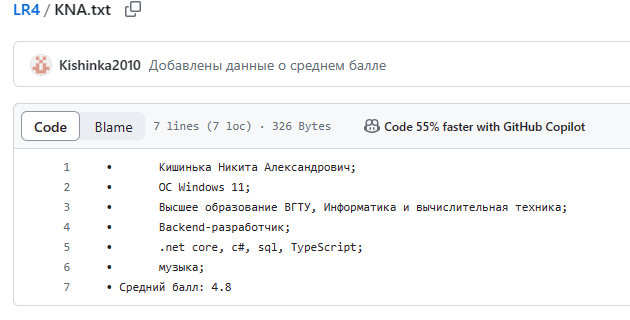 LR4 / KNA.txt
Kishinka2010 Добавлены данные о среднем балле
Code Blame 7 lines (7 loc) · 326 Bytes Code 55% faster with GitHub Copilot
1 • Кишинька Никита Александрович;
2 • ОС Windows 11;
3 • Высшее образование ВГТУ, Информатика и вычислительная техника;
4 • Backend-разработчик;
5 • .net core, c#, sql, TypeScript;
6 • музыка;
7 • Средний балл: 4.8